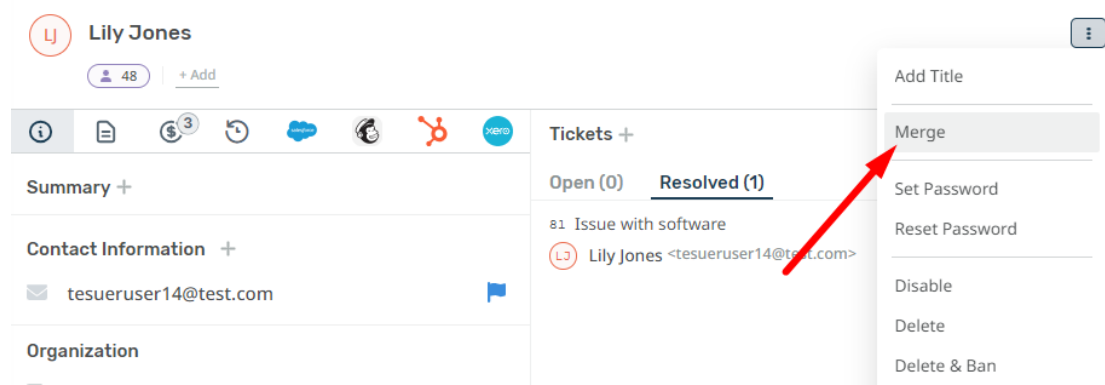 LJ
Lily Jones
48
+ Add
Add Title
Merge
Set Password
Reset Password
Disable
Delete
Delete & Ban
3
xero
Summary +
Contact Information +
tesueruser14@test.com
Organization
Tickets +
Open (0) Resolved (1)
81 Issue with software
LJ Lily Jones <tesueruser14@test.com>